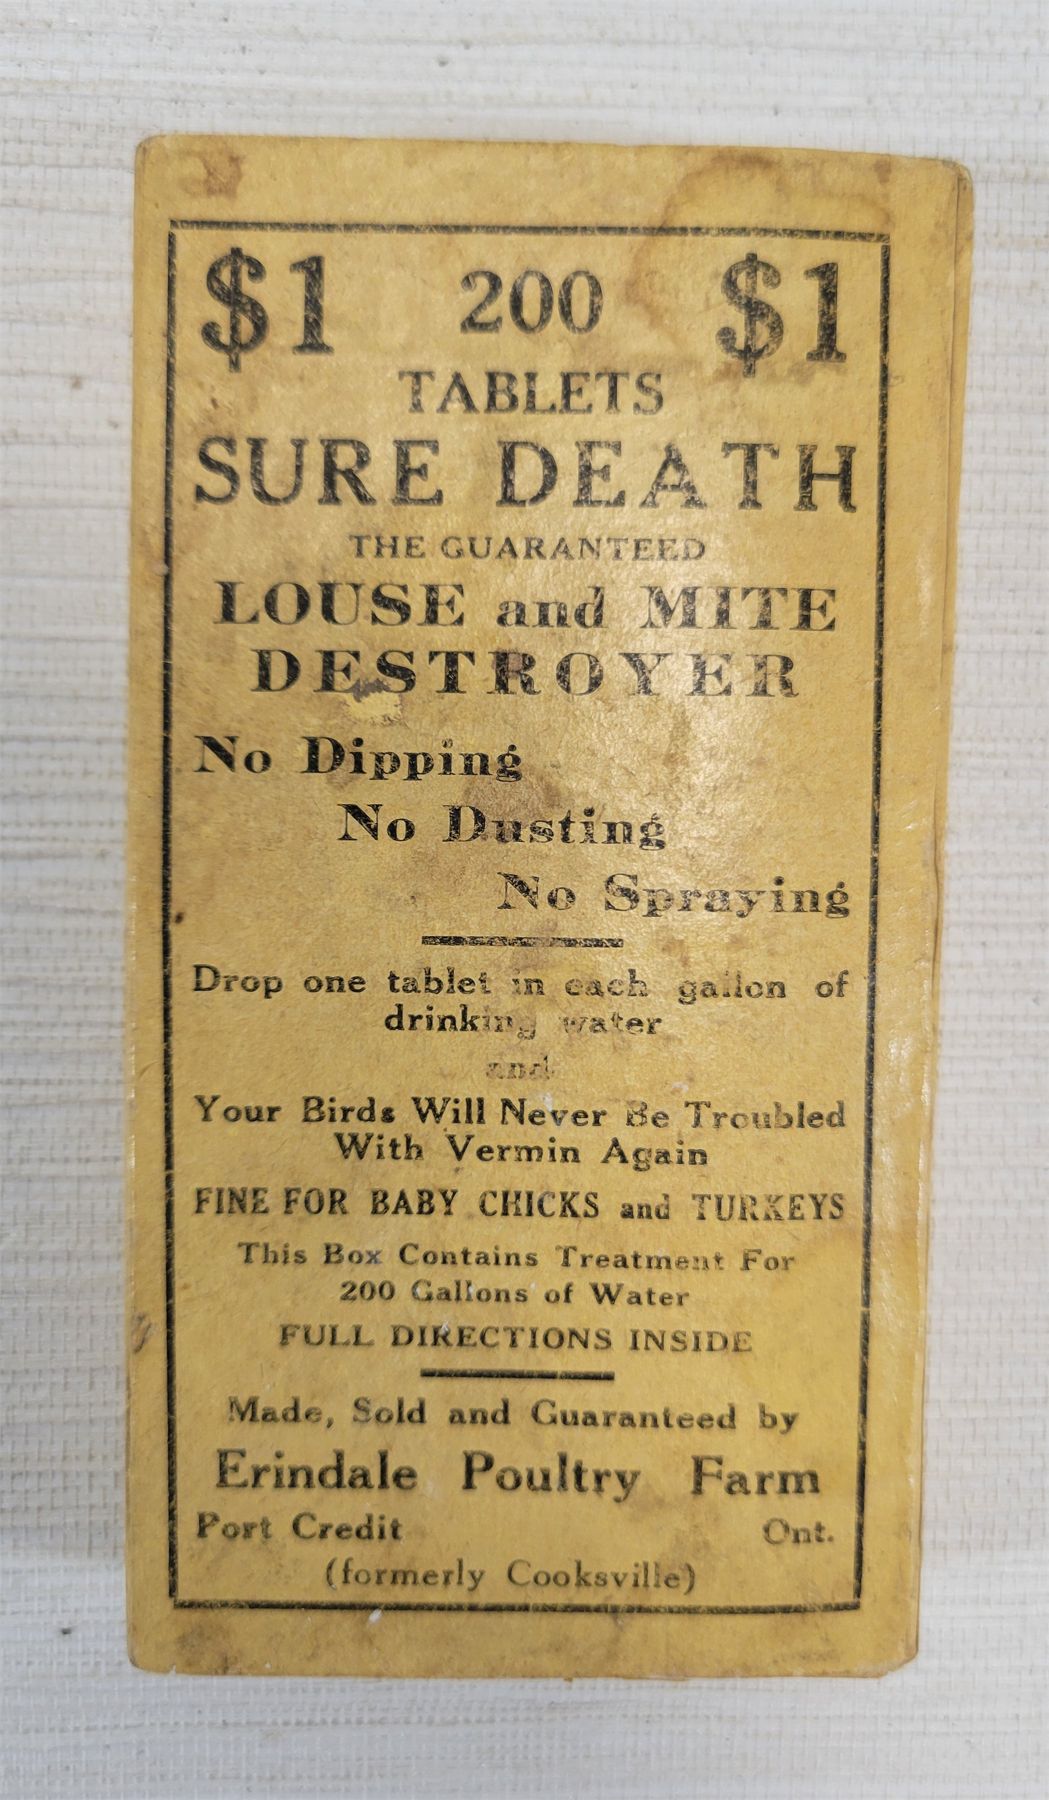 $1 200 $1
TABLETS
SURE DEATH
THE GUARANTEED
LOUSE and MITE
DESTROYER
No Dipping
No Dusting
No Spraying
Drop one tablet in each gallon of
drinking water
and
Your Birds Will Never Be Troubled
With Vermin Again
FINE FOR BABY CHICKS and TURKEYS
This Box Contains Treatment For
200 Gallons of Water
FULL DIRECTIONS INSIDE
Made, Sold and Guaranteed by
Erindale Poultry Farm
Port Credit Ont.
(formerly Cooksville)